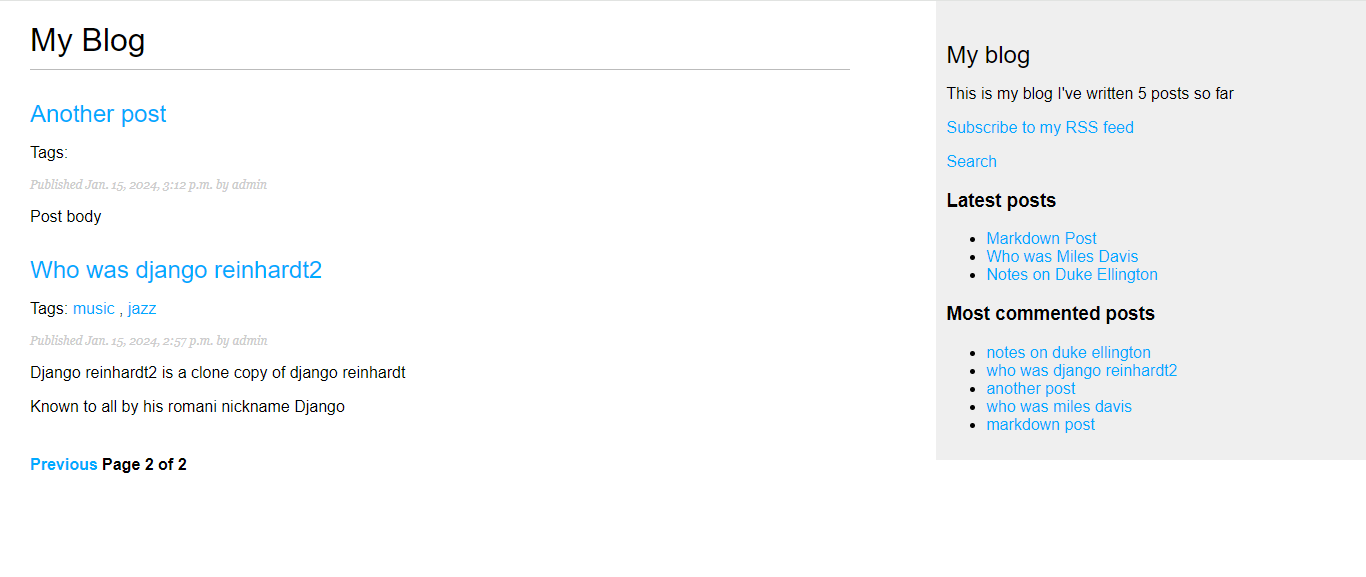 My Blog
Another post
Tags:
Published Jan. 15, 2024, 3:12 p.m. by admin
Post body
Who was django reinhardt2
Tags: music , jazz
Published Jan. 15, 2024, 2:57 p.m. by admin
Django reinhardt2 is a clone copy of django reinhardt
Known to all by his romani nickname Django
Previous Page 2 of 2
My blog
This is my blog I've written 5 posts so far
Subscribe to my RSS feed
Search
Latest posts
Markdown Post
Who was Miles Davis
Notes on Duke Ellington
Most commented posts
notes on duke ellington
who was django reinhardt2
another post
who was miles davis
markdown post